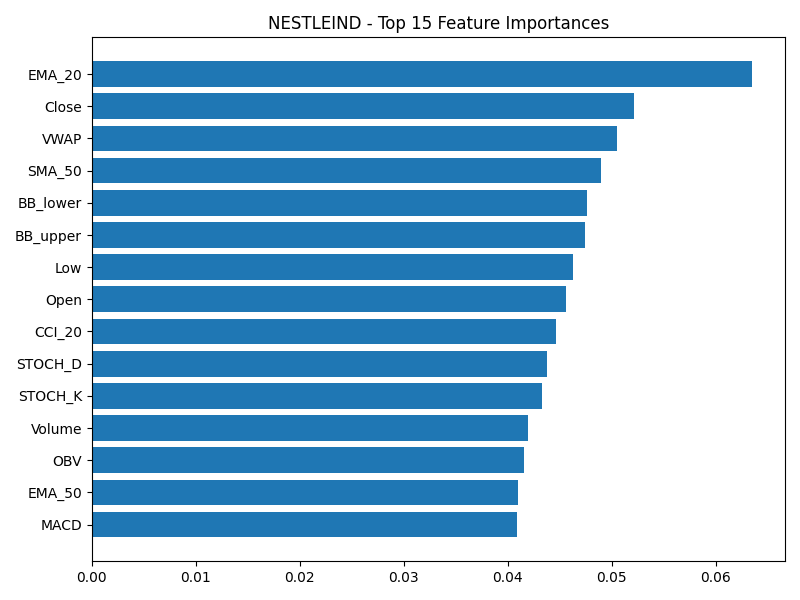 NESTLEIND - Top 15 Feature Importances
EMA_20
Close
VWAP
SMA_50
BB_lower
BB_upper
Low
Open
CCI_20
STOCH_D
STOCH_K
Volume
OBV
EMA_50
MACD
0.00 0.01 0.02 0.03 0.04 0.05 0.06